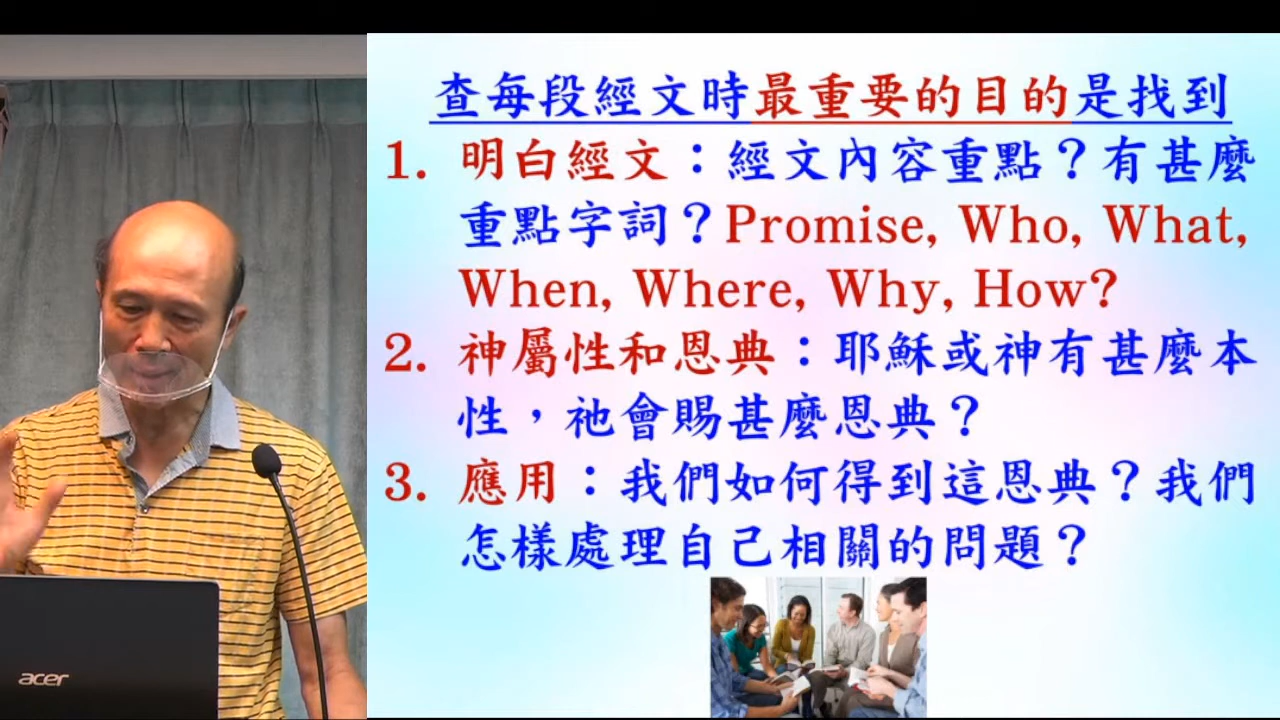 查每段經文時最重要的目的是找到
1. 明白經文：經文內容重點？有甚麼
重點字詞？Promise, Who, What,
When, Where, Why, How?
2. 神屬性和恩典：耶穌或神有甚麼本
性，祂會賜甚麼恩典？
3. 應用：我們如何得到這恩典？我們
怎樣處理自己相關的問題？
acer